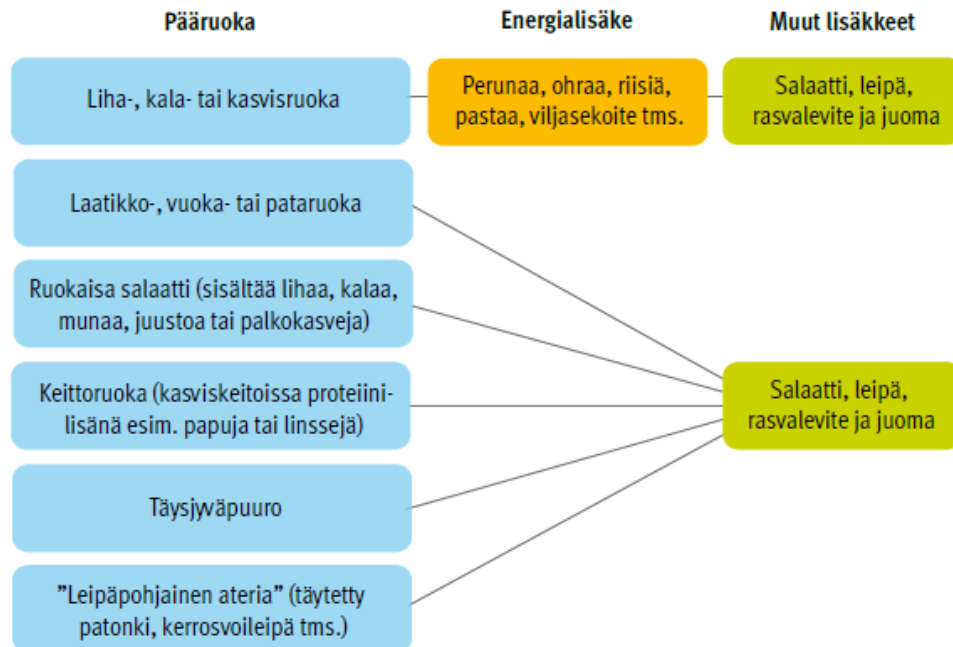 Pääruoka
Energialisäke
Muut lisäkkeet
Liha-, kala- tai kasvisruoka
Perunaa, ohraa, riisiä,
pastaa, viljasekoite tms.
Salaatti, leipä,
rasvalevite ja juoma
Laatikko-, vuoka- tai pataruoka
Ruokaisa salaatti (sisältää lihaa, kalaa,
munaa, juustoa tai palkokasveja)
Keittoruoka (kasviskeitoissa proteiini-
lisänä esim. papuja tai linssejä)
Salaatti, leipä,
rasvalevite ja juoma
Täysjyväpuuro
”Leipäpohjainen ateria” (täytetty
patonki, kerrosvoileipä tms.)